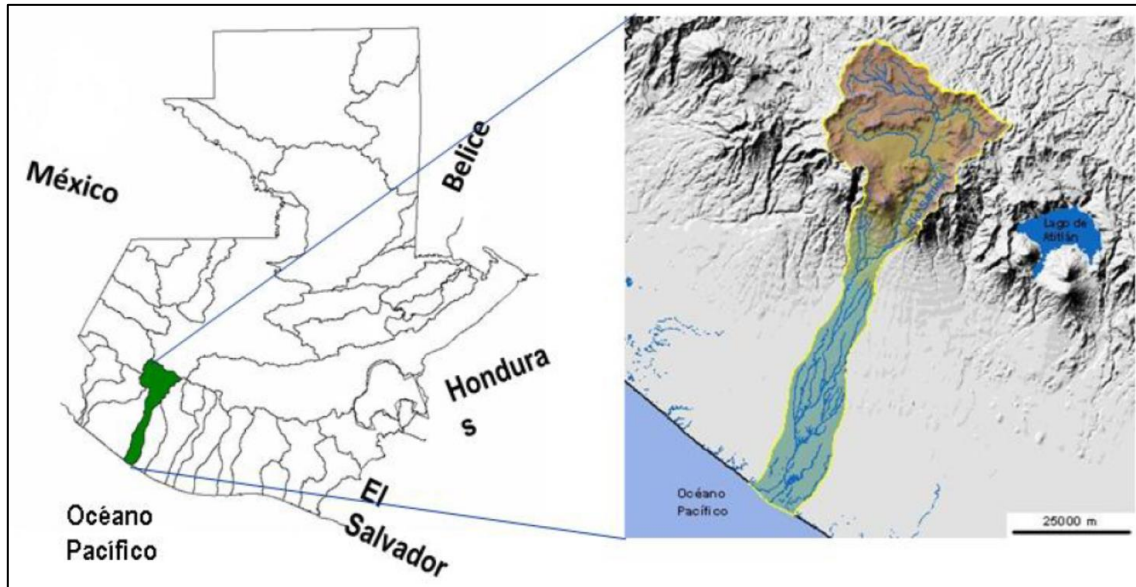 México
Belice
Hondura
s
El
Salvador
Océano
Pacífico
Lago de
Atitlán
Océano
Pacífico
25000 m